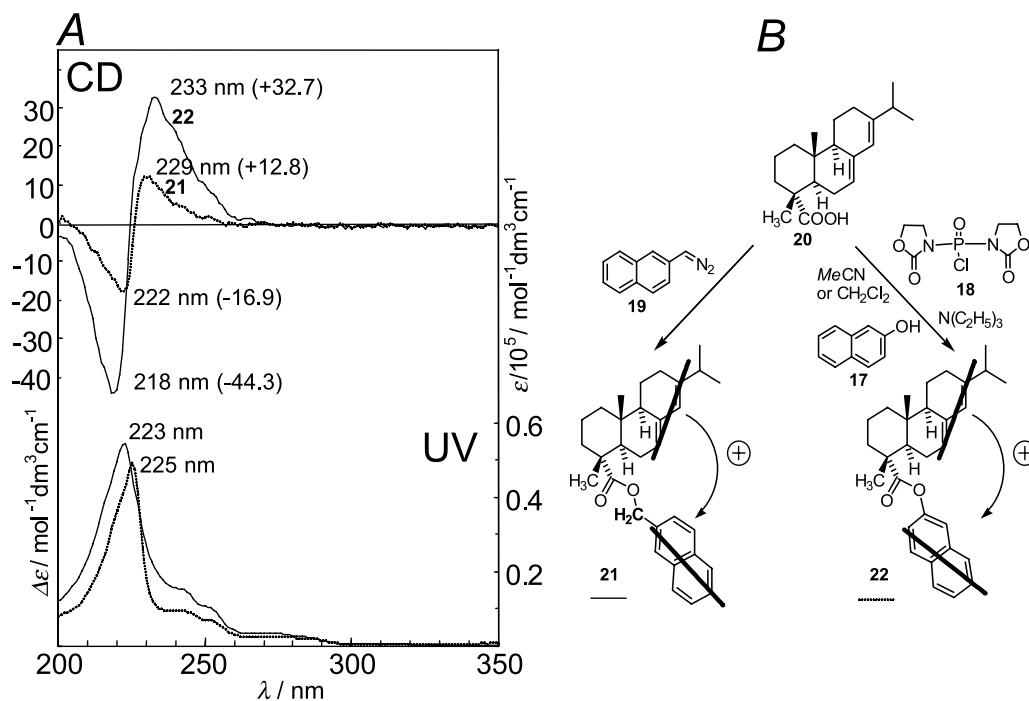 A
CD
233 nm (+32.7)
22
229 nm (+12.8)
21
222 nm (-16.9)
218 nm (-44.3)
30
20
10
0
-10
-20
-30
-40
Δε / mol⁻¹dm³cm⁻¹
223 nm
225 nm
UV
ε/10⁵ / mol⁻¹dm³cm⁻¹
0.6
0.4
0.2
200
250
300
350
λ / nm
B
H
H
H₃C
COOH
20
N₂
19
MeCN
or CH₂Cl₂
OH
17
O
O
N
P
N
O
O
Cl
O
18
N(C₂H₅)₃
H
H
H₃C
O
O
H₂C
+
21
H
H
H₃C
O
O
+
22